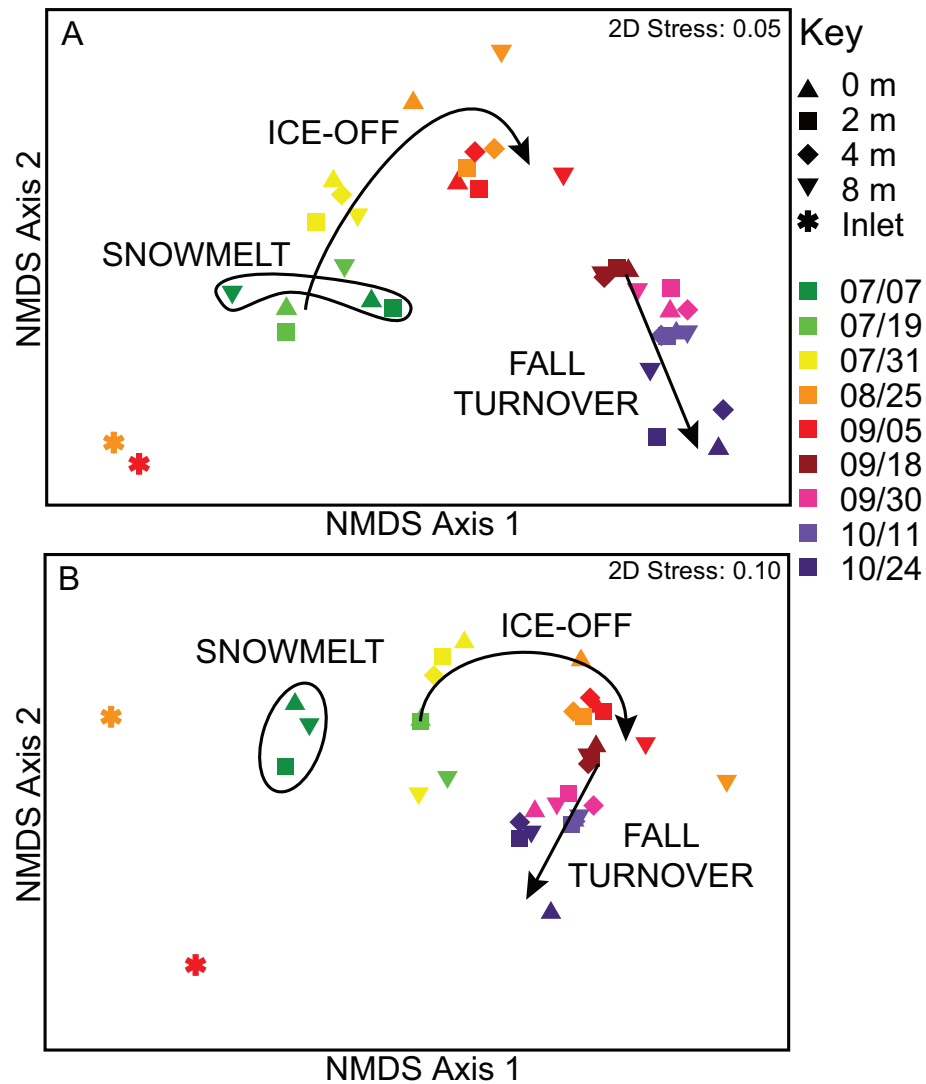 A
2D Stress: 0.05
ICE-OFF
SNOWMELT
FALL
TURNOVER
NMDS Axis 2
NMDS Axis 1
Key
0 m
2 m
4 m
8 m
Inlet
07/07
07/19
07/31
08/25
09/05
09/18
09/30
10/11
10/24
B
2D Stress: 0.10
ICE-OFF
SNOWMELT
FALL
TURNOVER
NMDS Axis 2
NMDS Axis 1